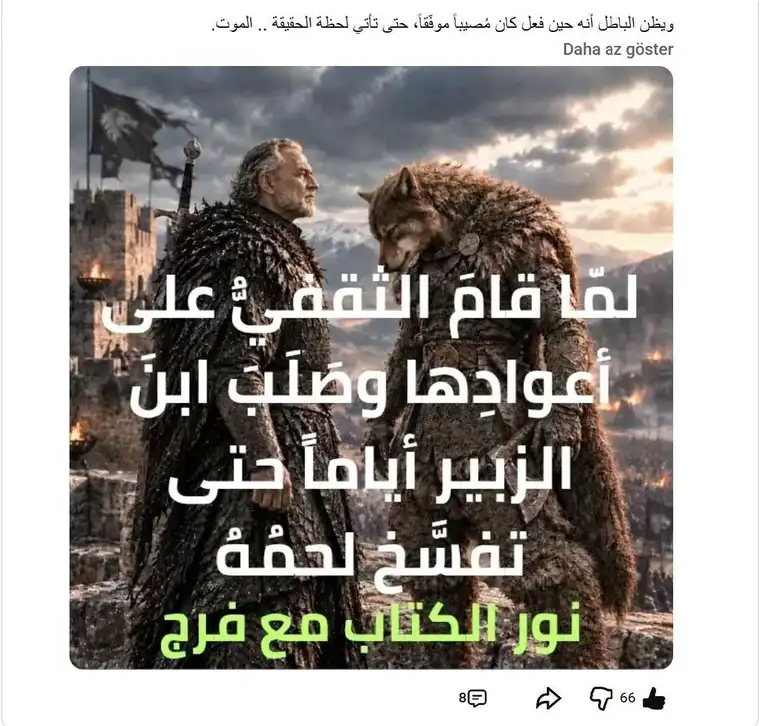 ويظن الباطل أنه حين فعل كان مُصيباً موفّقاً، حتى تأتي لحظة الحقيقة .. الموت.
Daha az göster
لمّا قامَ الثقفيُّ على
أعوادِها وصَلَبَ ابنَ
الزبير أياماً حتى
تفسَّخ لحمُهُ
نور الكتاب مع فرج
8 66